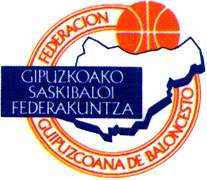 FEDERACION
GIPUZKOAKO
SASKIBALOI
FEDERAKUNTZA
GUIPUZCOANA DE BALONCESTO